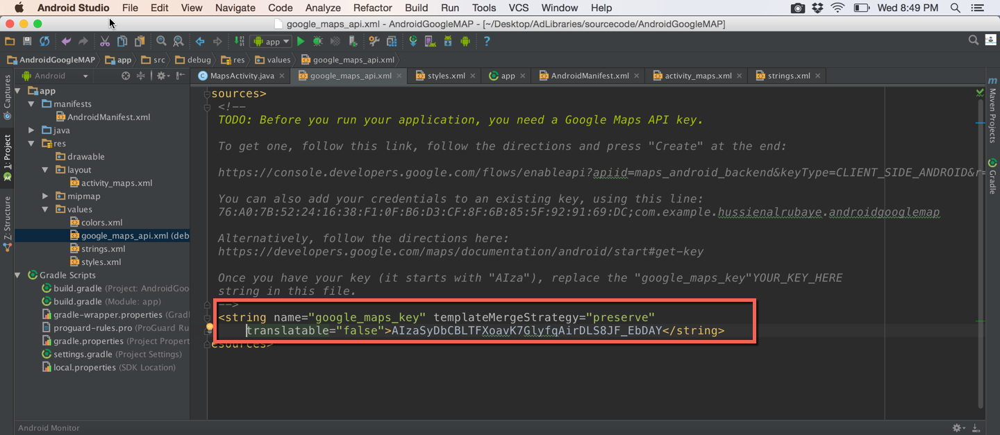 Android Studio File Edit View Navigate Code Analyze Refactor Build Run Tools VCS Window Help Wed 8:49 PM
google_maps_api.xml - AndroidGoogleMAP - [~/Desktop/AdLibraries/sourcecode/AndroidGoogleMAP]
app
AndroidGoogleMAP app src debug res values google_maps_api.xml
Android
MapsActivity.java google_maps_api.xml styles.xml app AndroidManifest.xml activity_maps.xml strings.xml
Captures
1: Project
Z: Structure
app
manifests
AndroidManifest.xml
java
res
drawable
layout
activity_maps.xml
mipmap
values
colors.xml
google_maps_api.xml (deb
strings.xml
styles.xml
Gradle Scripts
build.gradle (Project: AndroidGoo
build.gradle (Module: app)
gradle-wrapper.properties (Grad
proguard-rules.pro (ProGuard Ru
gradle.properties (Project Propert
settings.gradle (Project Settings)
local.properties (SDK Location)
sources>
<!--
TODO: Before you run your application, you need a Google Maps API key.
To get one, follow this link, follow the directions and press "Create" at the end:
https://console.developers.google.com/flows/enableapi?apiid=maps_android_backend&keyType=CLIENT_SIDE_ANDROID&r=
You can also add your credentials to an existing key, using this line:
76:A0:7B:52:24:16:38:F1:0F:B6:D3:CF:8F:6B:85:5F:92:91:69:DC;com.example.hussienalrubaye.androidgooglemap
Alternatively, follow the directions here:
https://developers.google.com/maps/documentation/android/start#get-key
Once you have your key (it starts with "AIza"), replace the "google_maps_key"YOUR_KEY_HERE
string in this file.
-->
<string name="google_maps_key" templateMergeStrategy="preserve"
translatable="false">AIzaSyDbCBLTFXoavK7GlyfqAirDLS8JF_EbDAY</string>
esources>
m Maven Projects
Gradle
Android Monitor